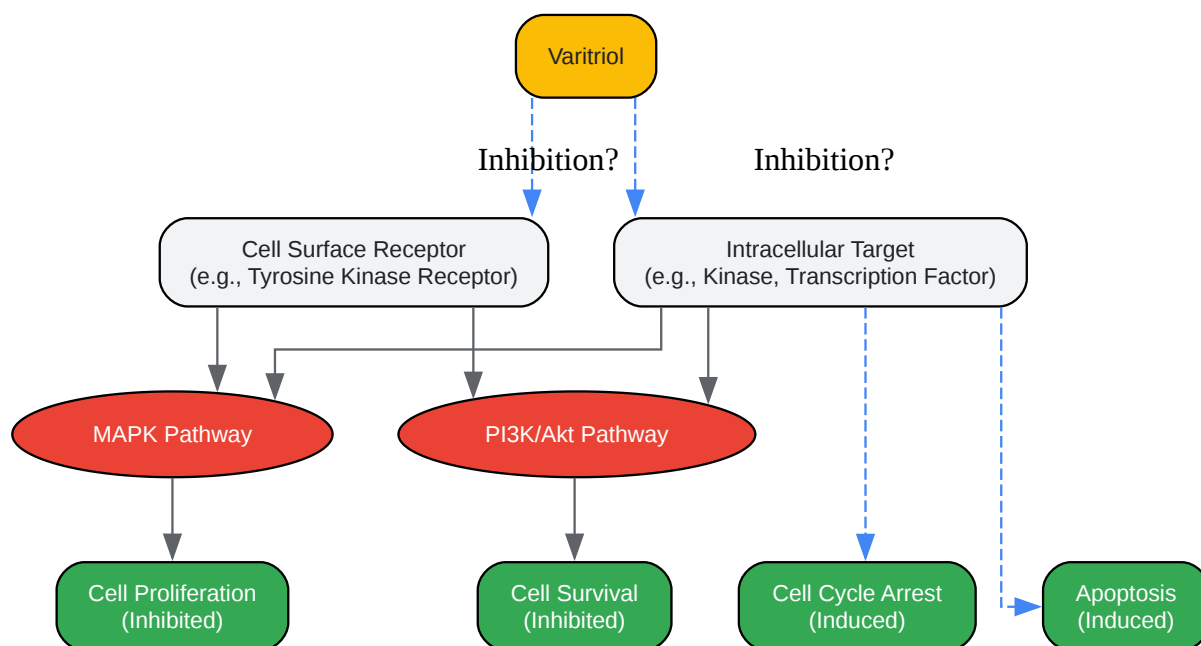 Varitriol
Inhibition?
Inhibition?
Cell Surface Receptor
(e.g., Tyrosine Kinase Receptor)
Intracellular Target
(e.g., Kinase, Transcription Factor)
MAPK Pathway
PI3K/Akt Pathway
Cell Proliferation
(Inhibited)
Cell Survival
(Inhibited)
Cell Cycle Arrest
(Induced)
Apoptosis
(Induced)